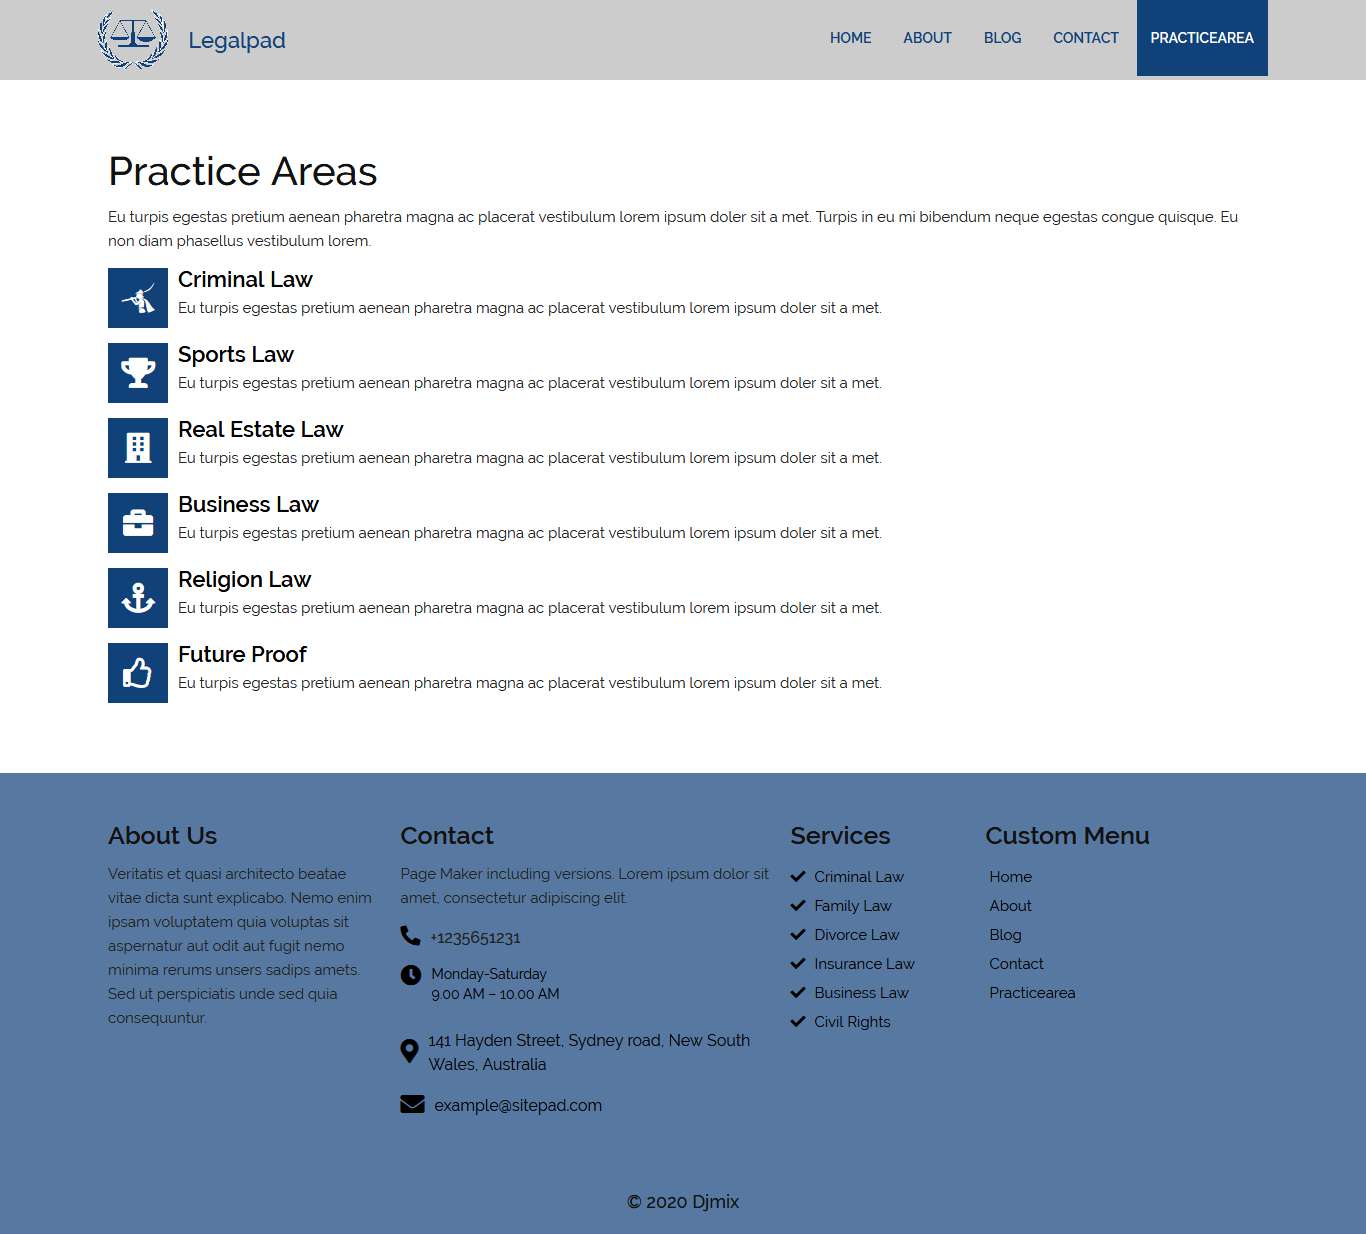 Legalpad
HOME ABOUT BLOG CONTACT PRACTICEAREA
Practice Areas
Eu turpis egestas pretium aenean pharetra magna ac placerat vestibulum lorem ipsum doler sit a met. Turpis in eu mi bibendum neque egestas congue quisque. Eu
non diam phasellus vestibulum lorem.
Criminal Law
Eu turpis egestas pretium aenean pharetra magna ac placerat vestibulum lorem ipsum doler sit a met.
Sports Law
Eu turpis egestas pretium aenean pharetra magna ac placerat vestibulum lorem ipsum doler sit a met.
Real Estate Law
Eu turpis egestas pretium aenean pharetra magna ac placerat vestibulum lorem ipsum doler sit a met.
Business Law
Eu turpis egestas pretium aenean pharetra magna ac placerat vestibulum lorem ipsum doler sit a met.
Religion Law
Eu turpis egestas pretium aenean pharetra magna ac placerat vestibulum lorem ipsum doler sit a met.
Future Proof
Eu turpis egestas pretium aenean pharetra magna ac placerat vestibulum lorem ipsum doler sit a met.
About Us
Veritatis et quasi architecto beatae
vitae dicta sunt explicabo. Nemo enim
ipsam voluptatem quia voluptas sit
aspernatur aut odit aut fugit nemo
minima rerums unsers sadips amets.
Sed ut perspiciatis unde sed quia
consequuntur.
Contact
Page Maker including versions. Lorem ipsum dolor sit
amet, consectetur adipiscing elit.
+1235651231
Monday-Saturday
9.00 AM – 10.00 AM
141 Hayden Street, Sydney road, New South
Wales, Australia
example@sitepad.com
Services
Criminal Law
Family Law
Divorce Law
Insurance Law
Business Law
Civil Rights
Custom Menu
Home
About
Blog
Contact
Practicearea
© 2020 Djmix